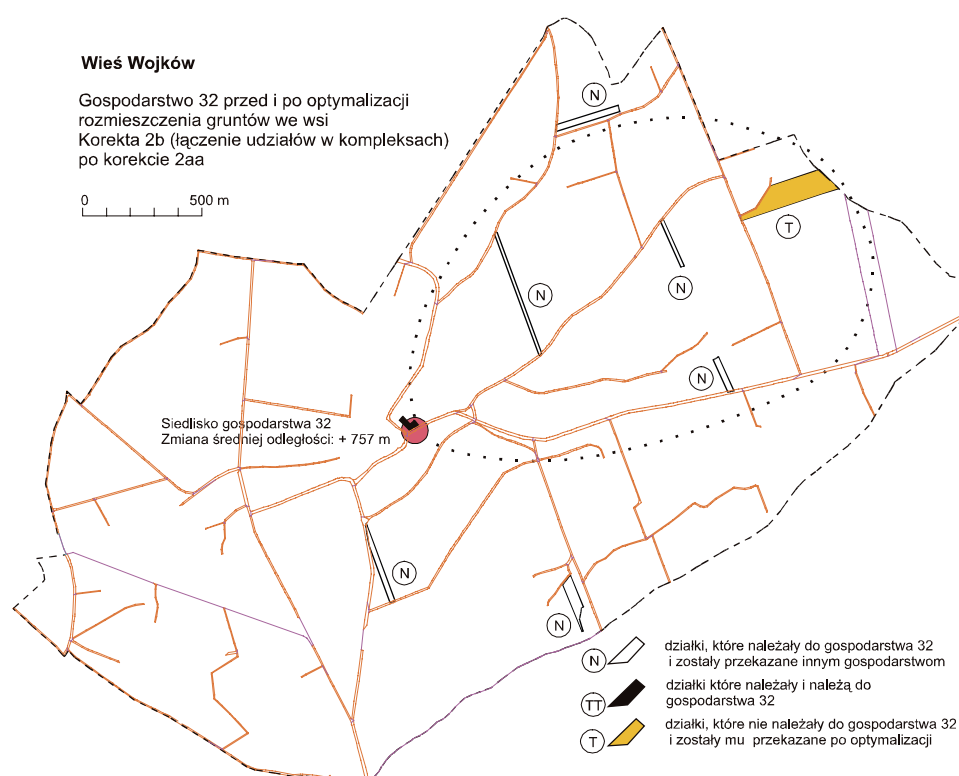 Wieś Wojków
Gospodarstwo 32 przed i po optymalizacji
rozmieszczenia gruntów we wsi
Korekta 2b (łączenie udziałów w kompleksach)
po korekcie 2aa
0 500 m
N
T
N
N
N
Siedlisko gospodarstwa 32
Zmiana średniej odległości: + 757 m
N
N
N działki, które należały do gospodarstwa 32
i zostały przekazane innym gospodarstwom
TT działki które należały i należą do
gospodarstwa 32
T działki, które nie należały do gospodarstwa 32
i zostały mu przekazane po optymalizacji